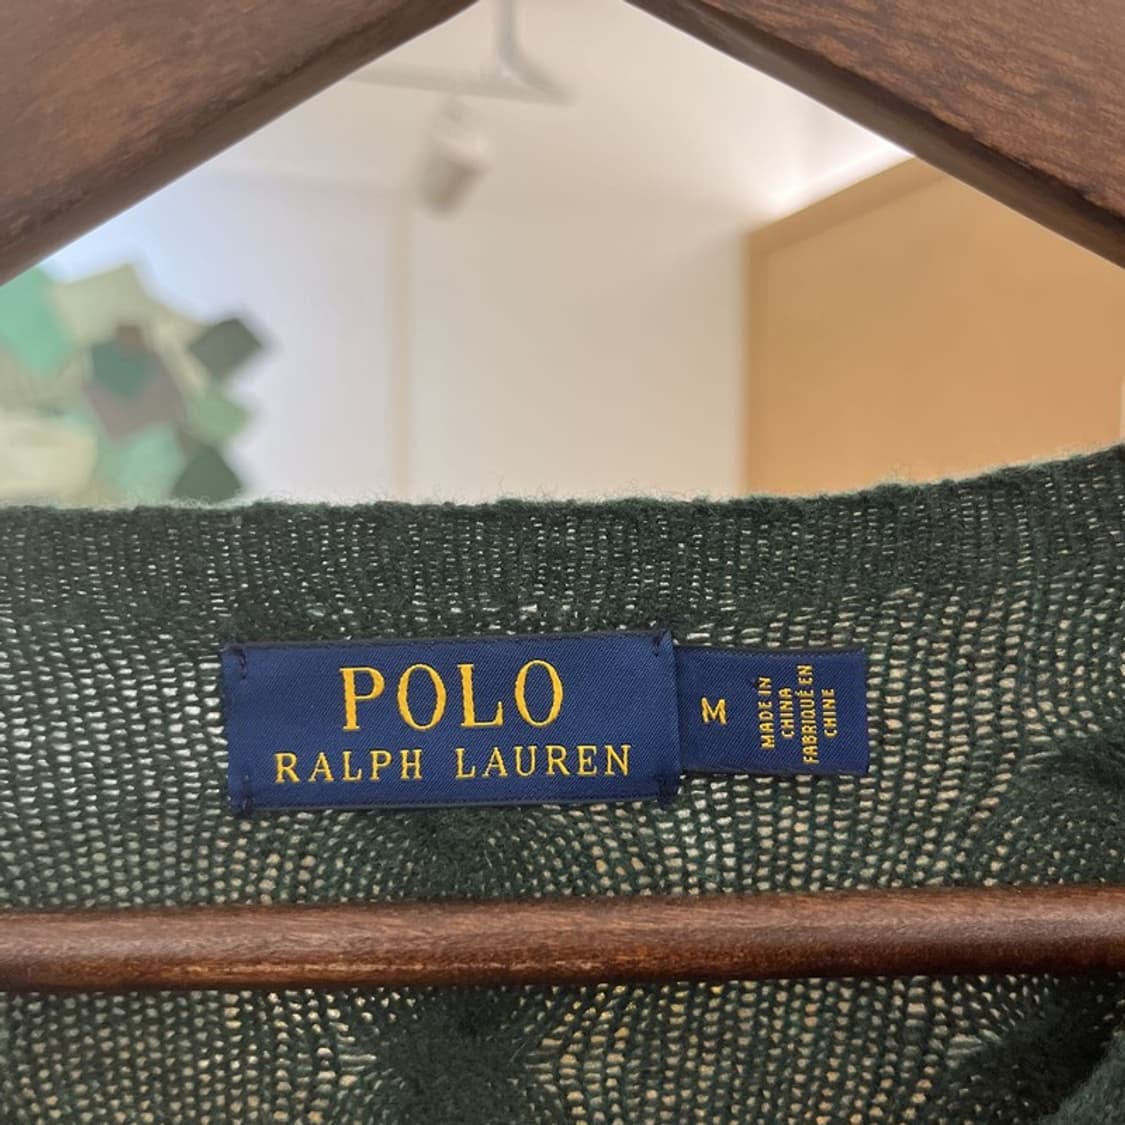 POLO
RALPH LAUREN
M
MADE IN
CHINA
FABRIQUÉ EN
CHINE